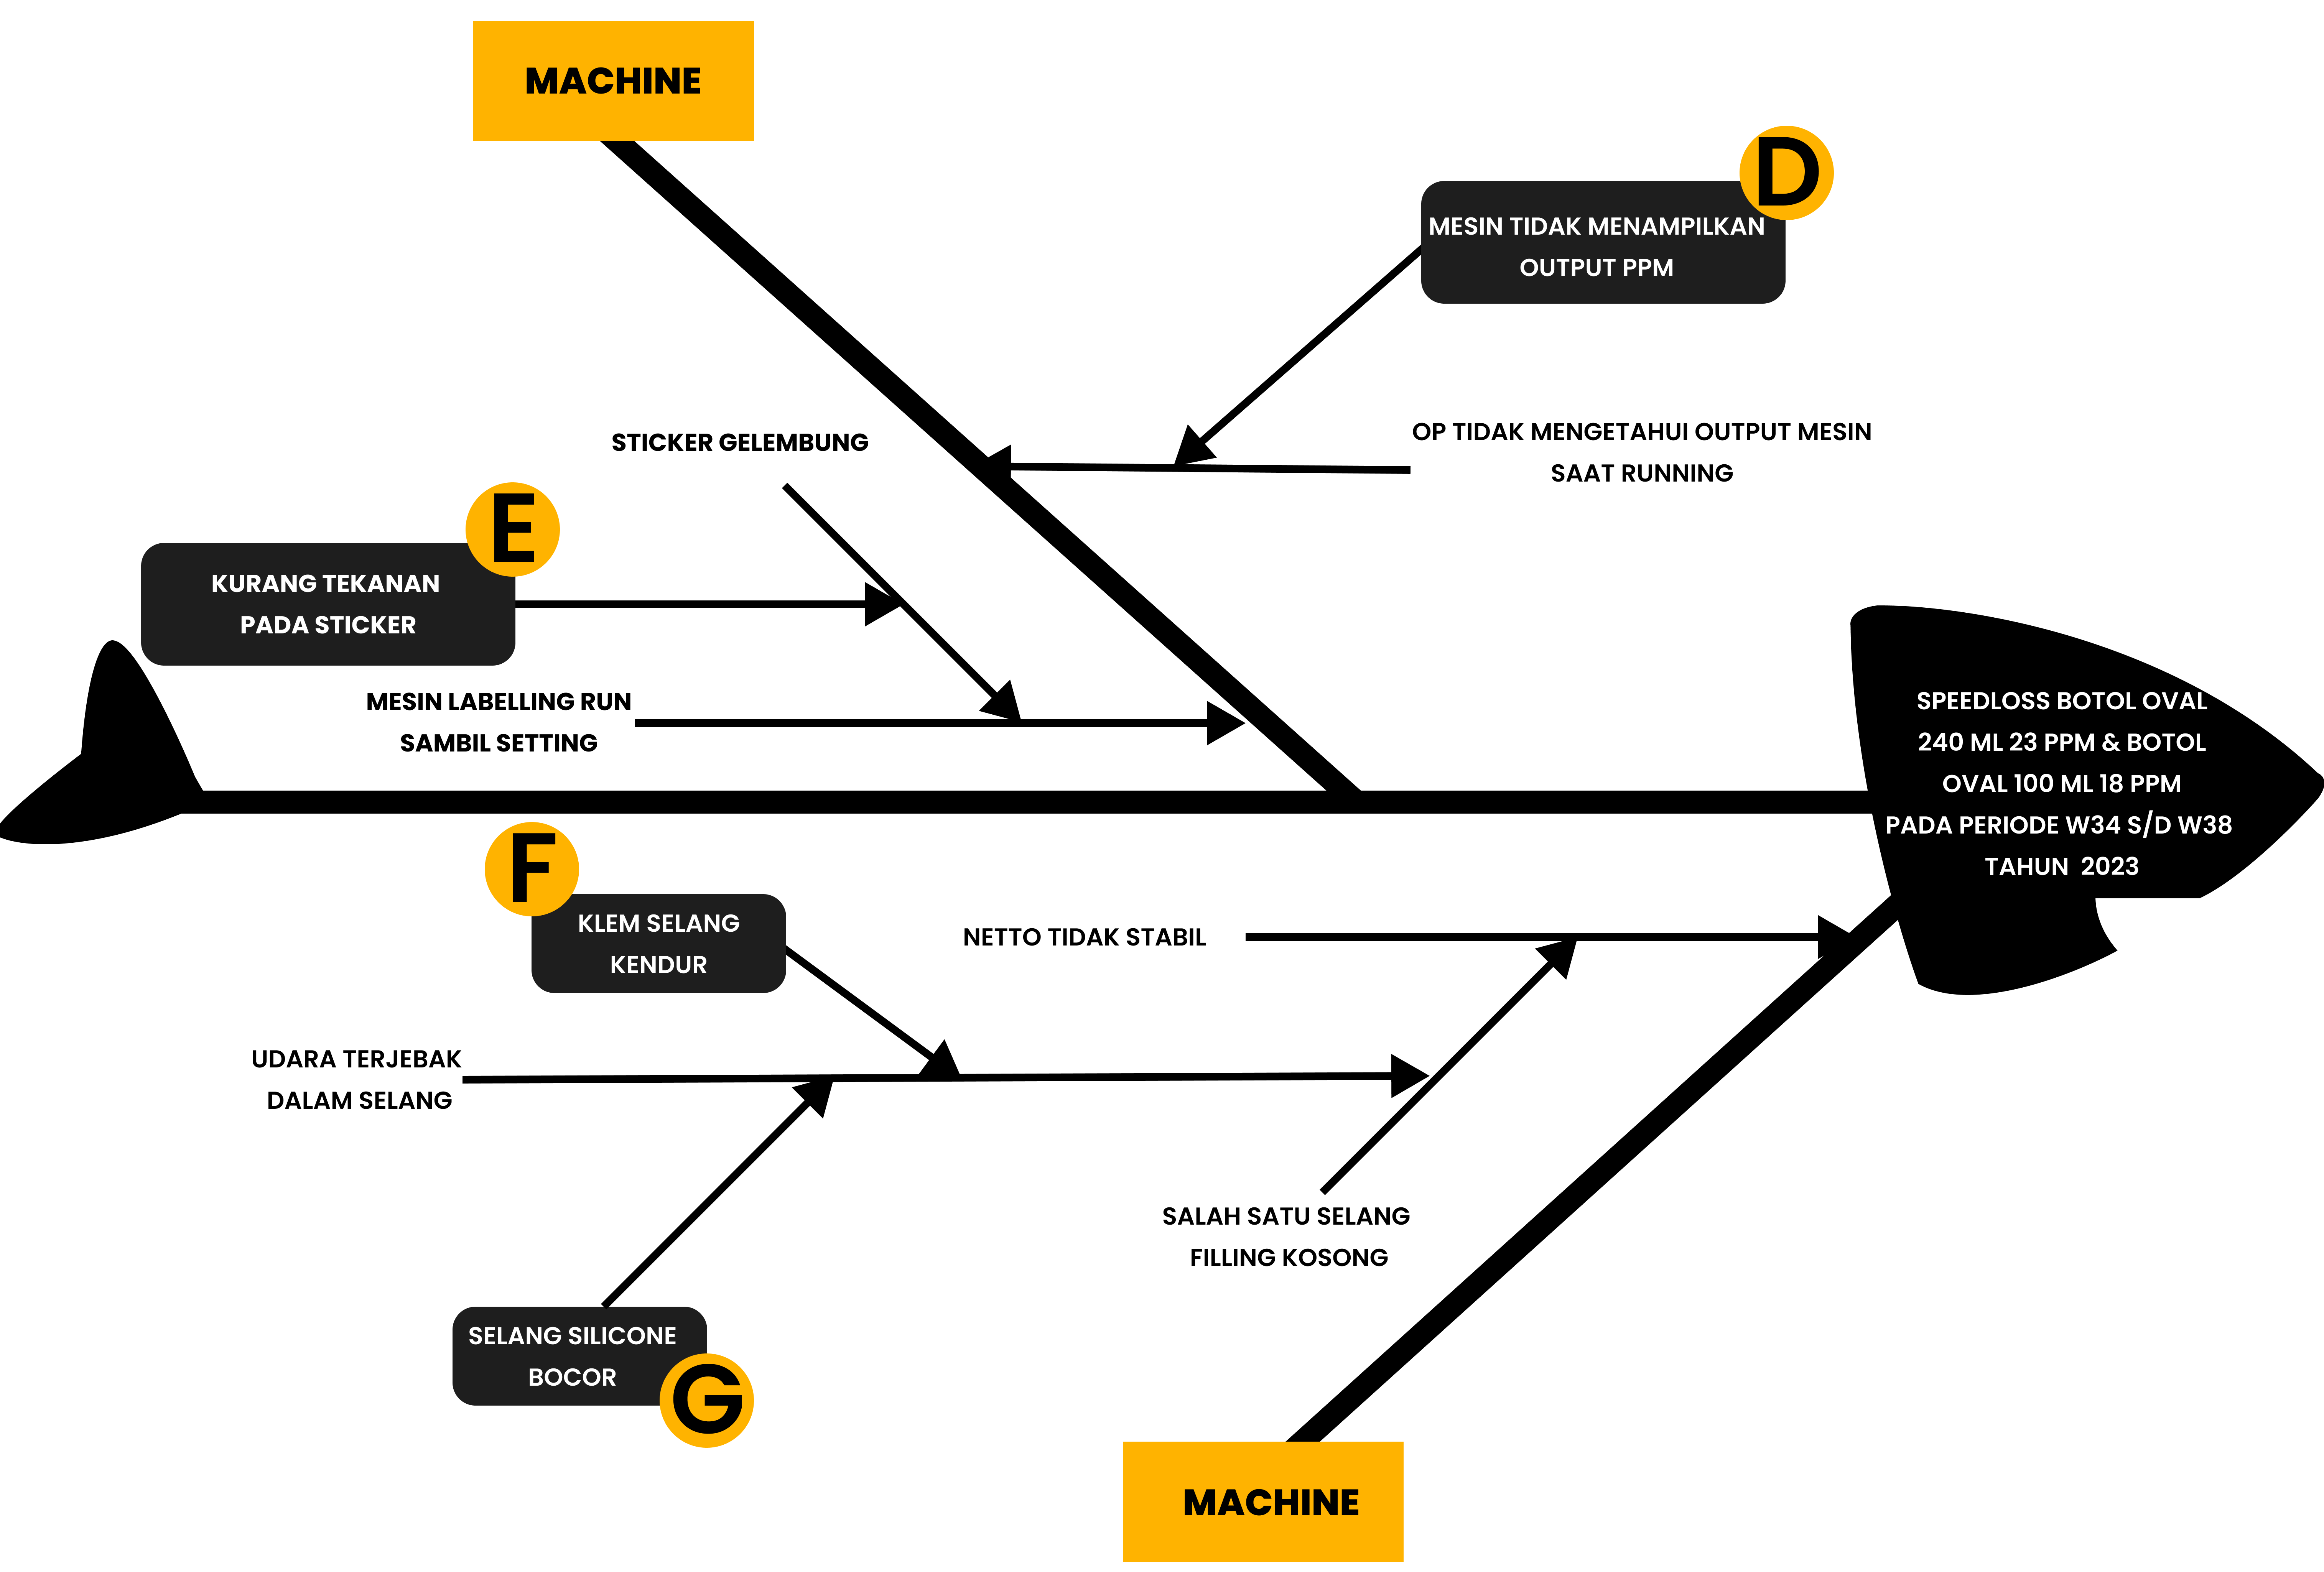 MACHINE
D
MESIN TIDAK MENAMPILKAN
OUTPUT PPM
STICKER GELEMBUNG
OP TIDAK MENGETAHUI OUTPUT MESIN
SAAT RUNNING
E
KURANG TEKANAN
PADA STICKER
MESIN LABELLING RUN
SAMBIL SETTING
SPEEDLOSS BOTOL OVAL
240 ML 23 PPM & BOTOL
OVAL 100 ML 18 PPM
PADA PERIODE W34 S/D W38
TAHUN 2023
F
KLEM SELANG
KENDUR
NETTO TIDAK STABIL
UDARA TERJEBAK
DALAM SELANG
SALAH SATU SELANG
FILLING KOSONG
SELANG SILICONE
BOCOR
G
MACHINE